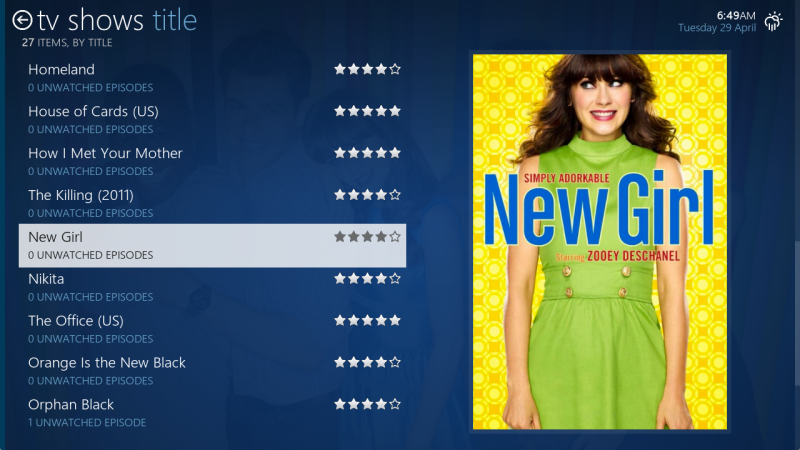 tv shows title
27 ITEMS, BY TITLE
6:49AM
Tuesday 29 April
Homeland
0 UNWATCHED EPISODES
House of Cards (US)
0 UNWATCHED EPISODES
How I Met Your Mother
0 UNWATCHED EPISODES
The Killing (2011)
0 UNWATCHED EPISODES
New Girl
0 UNWATCHED EPISODES
Nikita
0 UNWATCHED EPISODES
The Office (US)
0 UNWATCHED EPISODES
Orange Is the New Black
0 UNWATCHED EPISODES
Orphan Black
1 UNWATCHED EPISODE
SIMPLY ADORKABLE
New Girl
Starring ZOOEY DESCHANEL